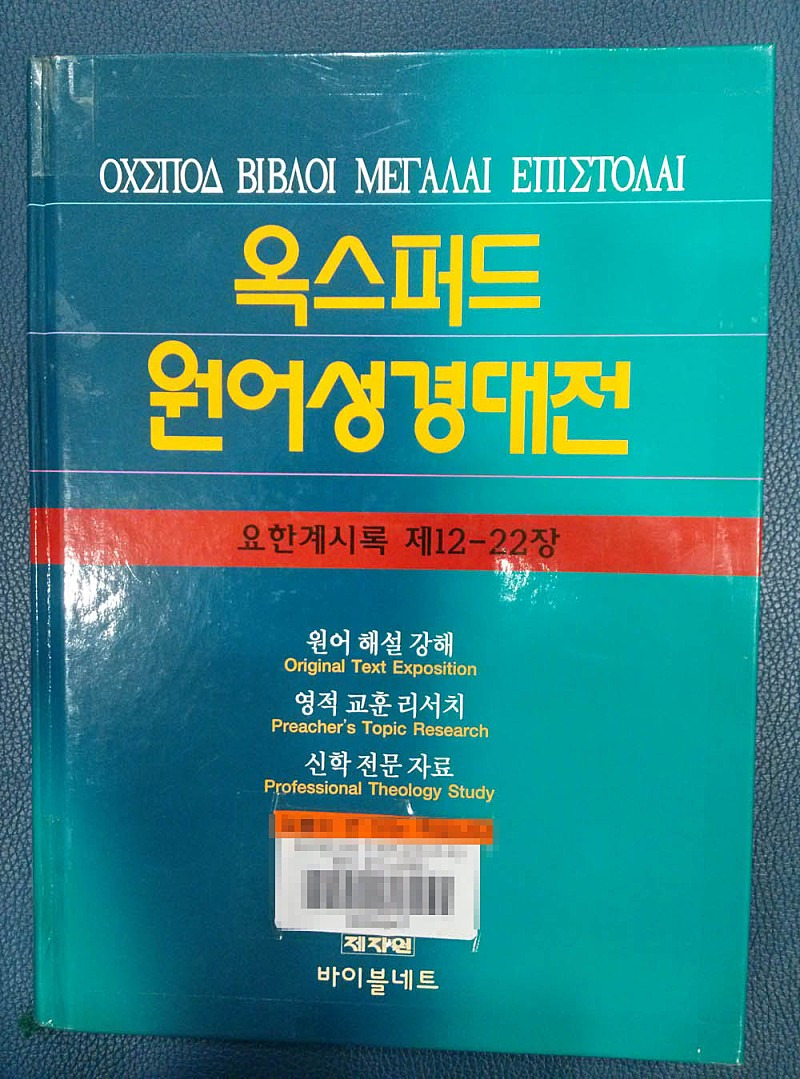 ΟΧΣΠΟΔ ΒΙΒΛΟΙ ΜΕΓΑΛΑΙ ΕΠΙΣΤΟΛΑΙ
옥스퍼드
원어성경대전
요한계시록 제12-22장
원어 해설 강해
Original Text Exposition
영적 교훈 리서치
Preacher's Topic Research
신학 전문 자료
Professional Theology Study
제자원
바이블네트